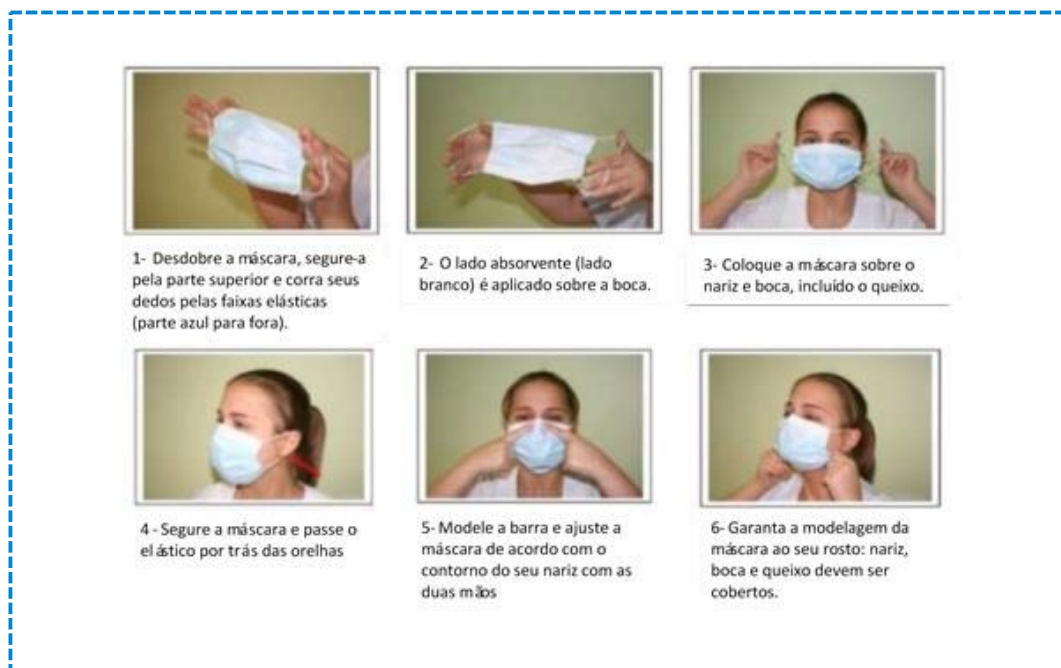 1- Desdobre a máscara, segure-a
pela parte superior e corra seus
dedos pelas faixas elásticas
(parte azul para fora).
2- O lado absorvente (lado
branco) é aplicado sobre a boca.
3- Coloque a máscara sobre o
nariz e boca, incluído o queixo.
4 - Segure a máscara e passe o
elástico por trás das orelhas
5- Modele a barra e ajuste a
máscara de acordo com o
contorno do seu nariz com as
duas mãos
6- Garanta a modelagem da
máscara ao seu rosto: nariz,
boca e queixo devem ser
cobertos.